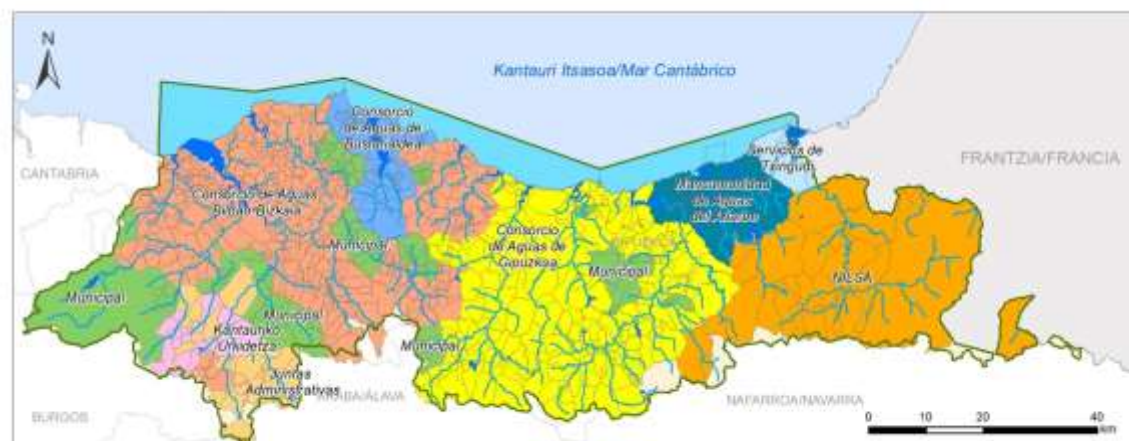 N
Kantauri Itsasoa/Mar Cantábrico
Consorcio
de Aguas de
Busturialdea
Servicios de
Txingudi
FRANTZIA/FRANCIA
CANTABRIA
Consorcio de Aguas
Bilbao-Bizkaia
Mancomunidad
de Aguas
del Añarbe
Municipal
Consorcio
de Aguas de
Gipuzkoa
GIPUZKOA
Municipal
NILSA
Municipal
Municipal
Kantauriko
Urkidetza
Municipal
Juntas
Administrativas
ARABA/ÁLAVA
NAFARROA/NAVARRA
BURGOS
0 10 20 40
km